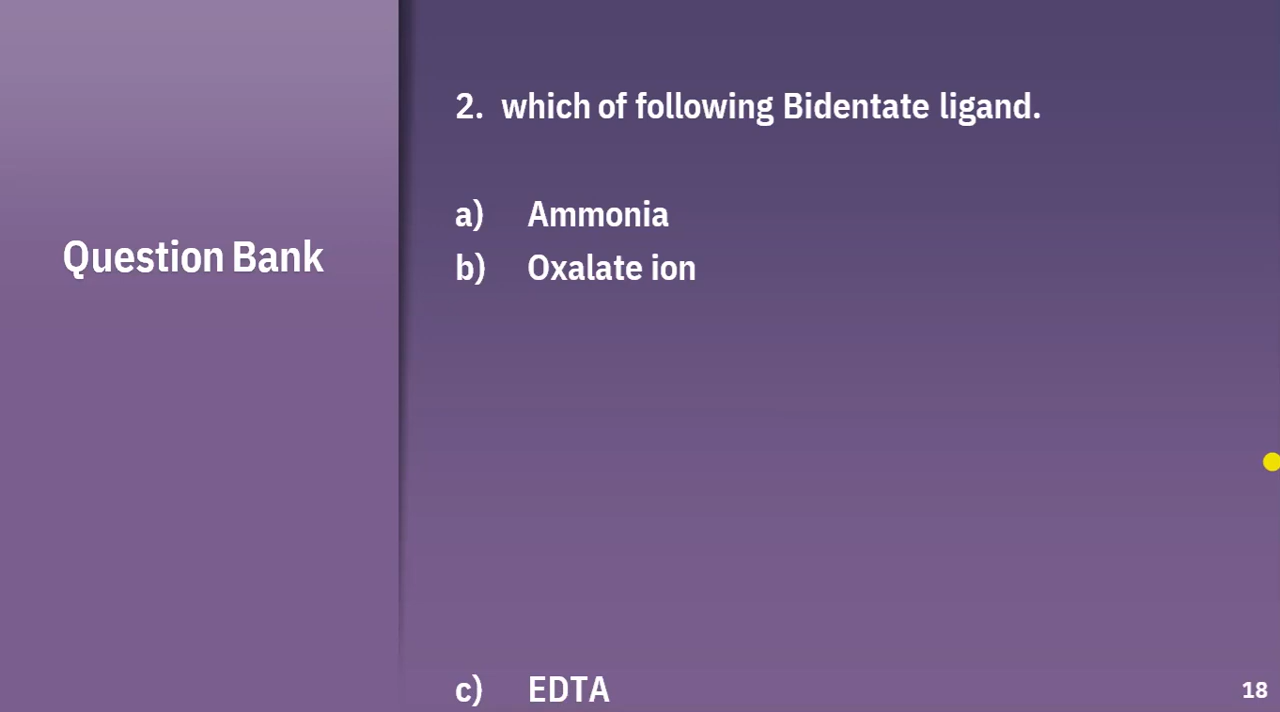 Question Bank
2. which of following Bidentate ligand.
a) Ammonia
b) Oxalate ion
c) EDTA
18